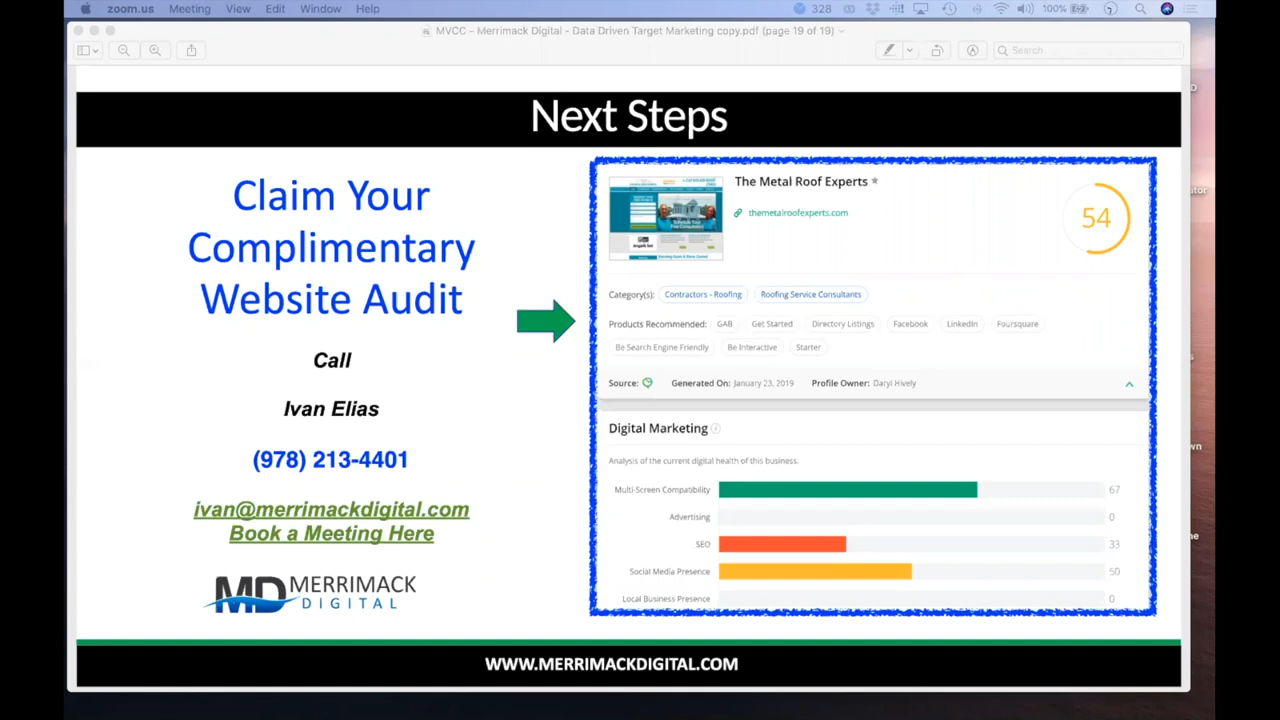 zoom.us Meeting View Edit Window Help
328 100%
MVCC - Merrimack Digital - Data Driven Target Marketing copy.pdf (page 19 of 19)
Search
Next Steps
Claim Your
Complimentary
Website Audit
Call
Ivan Elias
(978) 213-4401
ivan@merrimackdigital.com
Book a Meeting Here
MD MERRIMACK
DIGITAL
The Metal Roof Experts
themetalroofexperts.com
54
Category(s): Contractors - Roofing Roofing Service Consultants
Products Recommended: GAB Get Started Directory Listings Facebook LinkedIn Foursquare
Be Search Engine Friendly Be Interactive Starter
Source: Generated On: January 23, 2019 Profile Owner: Daryl Hively
Digital Marketing
Analysis of the current digital health of this business.
Multi-Screen Compatibility 67
Advertising 0
SEO 33
Social Media Presence 50
Local Business Presence 0
WWW.MERRIMACKDIGITAL.COM